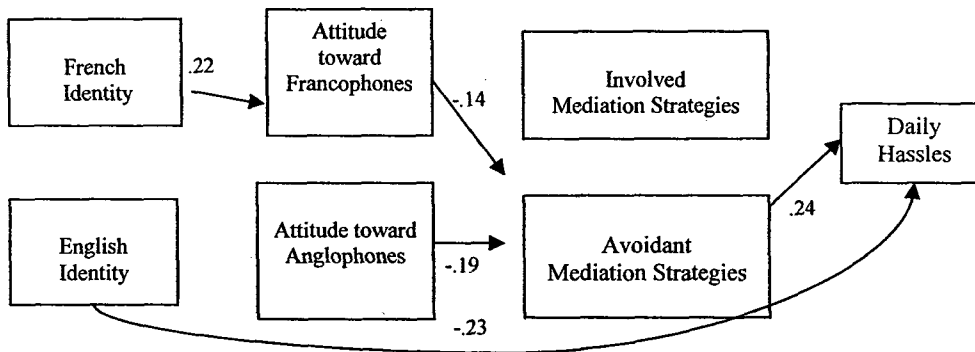 French
Identity
.22
Attitude
toward
Francophones
-.14
Involved
Mediation Strategies
Daily
Hassles
English
Identity
Attitude toward
Anglophones
-.19
Avoidant
Mediation Strategies
.24
-.23